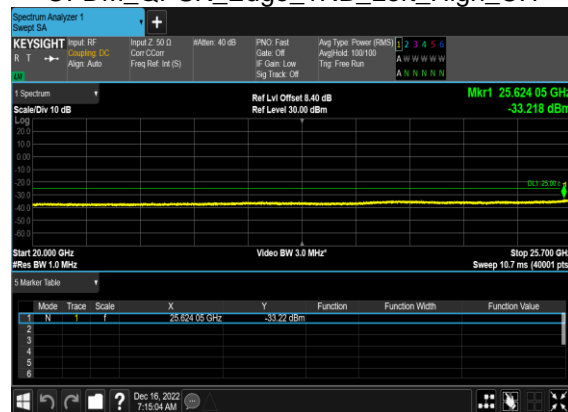 Spectrum Analyzer 1
Swept SA
+
KEYSIGHT Input: RF Input Z: 50 Ω #Atten: 40 dB PNO: Fast Avg Type: Power (RMS) 1 2 3 4 5 6
R T Coupling: DC Corr CCorr Gate: Off Avg|Hold: 100/100 A W W W W W
Align: Auto Freq Ref: Int (S) IF Gain: Low Trig: Free Run
LW Sig Track: Off A N N N N N
1 Spectrum Ref Lvl Offset 8.40 dB Mkr1 25.624 05 GHz
Scale/Div 10 dB Ref Level 30.00 dBm -33.218 dBm
Log
20.0
10.0
0.00
-10.0
-20.0
DL1 -25.00
-30.0
-40.0
-50.0
-60.0
Start 20.000 GHz Video BW 3.0 MHz* Stop 25.700 GHz
#Res BW 1.0 MHz Sweep 10.7 ms (40001 pts
5 Marker Table
Mode Trace Scale X Y Function Function Width Function Value
1 N 1 f 25.624 05 GHz -33.22 dBm
2
3
4
5
6
? Dec 16, 2022
7:15:04 AM